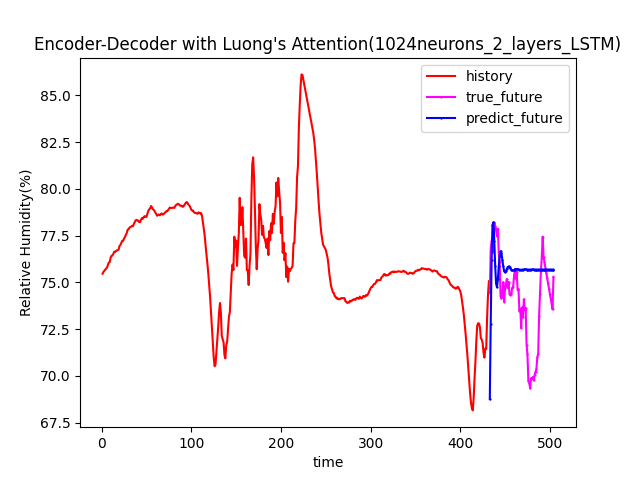 Encoder-Decoder with Luong's Attention(1024neurons_2_layers_LSTM)
history
true_future
predict_future
Relative Humidity(%)
85.0
82.5
80.0
77.5
75.0
72.5
70.0
67.5
0 100 200 300 400 500
time